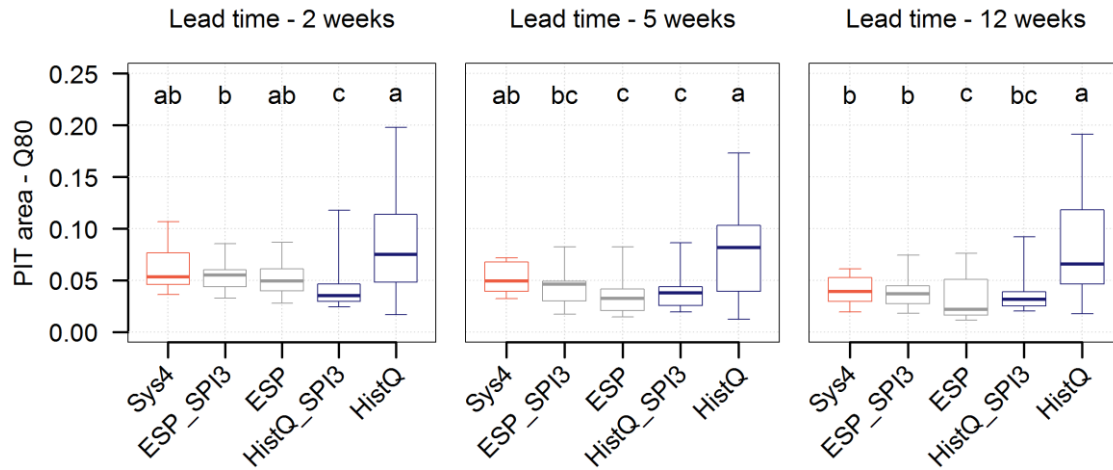 Lead time - 2 weeks
Lead time - 5 weeks
Lead time - 12 weeks
PIT area - Q80
0.25
0.20
0.15
0.10
0.05
0.00
ab b ab c a
ab bc c c a
b b c bc a
Sys4
ESP_SPI3
ESP
HistQ_SPI3
HistQ
Sys4
ESP_SPI3
ESP
HistQ_SPI3
HistQ
Sys4
ESP_SPI3
ESP
HistQ_SPI3
HistQ